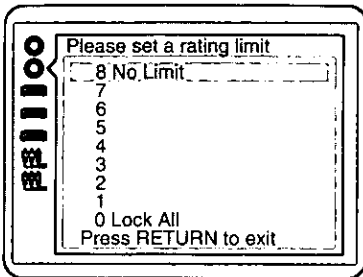 Please set a rating limit
8 No Limit
7
6
5
4
3
2
1
0 Lock All
Press RETURN to exit